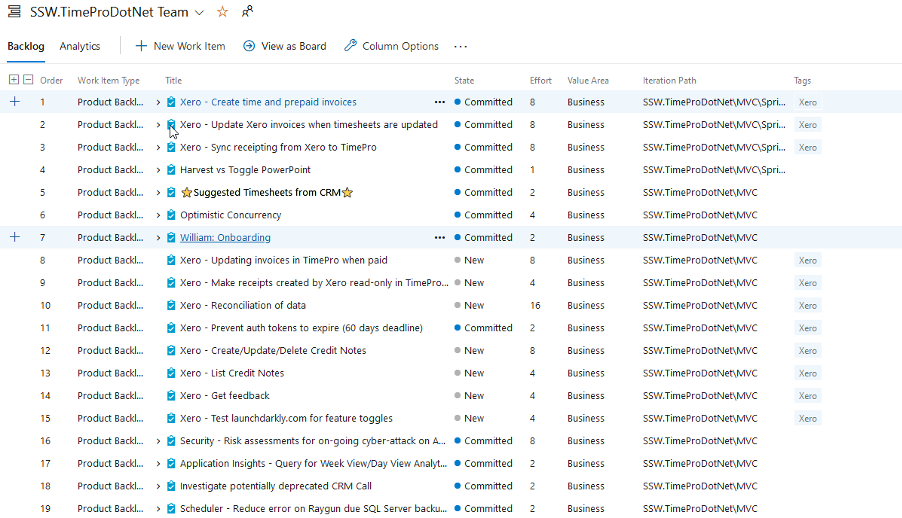 SSW.TimeProDotNet Team
Backlog Analytics New Work Item View as Board Column Options ...
Order Work Item Type Title State Effort Value Area Iteration Path Tags
1 Product Backl... Xero - Create time and prepaid invoices ... Committed 8 Business SSW.TimeProDotNet\MVC\Spri... Xero
2 Product Backl... Xero - Update Xero invoices when timesheets are updated Committed 8 Business SSW.TimeProDotNet\MVC\Spri... Xero
3 Product Backl... Xero - Sync receipting from Xero to TimePro Committed 8 Business SSW.TimeProDotNet\MVC\Spri... Xero
4 Product Backl... Harvest vs Toggle PowerPoint Committed 1 Business SSW.TimeProDotNet\MVC\Spri...
5 Product Backl... ⭐Suggested Timesheets from CRM⭐ Committed 2 Business SSW.TimeProDotNet\MVC
6 Product Backl... Optimistic Concurrency Committed 4 Business SSW.TimeProDotNet\MVC
7 Product Backl... William: Onboarding ... Committed 2 Business SSW.TimeProDotNet\MVC
8 Product Backl... Xero - Updating invoices in TimePro when paid New 8 Business SSW.TimeProDotNet\MVC Xero
9 Product Backl... Xero - Make receipts created by Xero read-only in TimePro... New 4 Business SSW.TimeProDotNet\MVC Xero
10 Product Backl... Xero - Reconciliation of data New 16 Business SSW.TimeProDotNet\MVC Xero
11 Product Backl... Xero - Prevent auth tokens to expire (60 days deadline) Committed 2 Business SSW.TimeProDotNet\MVC Xero
12 Product Backl... Xero - Create/Update/Delete Credit Notes New 8 Business SSW.TimeProDotNet\MVC Xero
13 Product Backl... Xero - List Credit Notes New 4 Business SSW.TimeProDotNet\MVC Xero
14 Product Backl... Xero - Get feedback New 4 Business SSW.TimeProDotNet\MVC Xero
15 Product Backl... Xero - Test launchdarkly.com for feature toggles New 4 Business SSW.TimeProDotNet\MVC Xero
16 Product Backl... Security - Risk assessments for on-going cyber-attack on A... Committed 8 Business SSW.TimeProDotNet\MVC
17 Product Backl... Application Insights - Query for Week View/Day View Analyt... Committed 2 Business SSW.TimeProDotNet\MVC
18 Product Backl... Investigate potentially deprecated CRM Call Committed 2 Business SSW.TimeProDotNet\MVC
19 Product Backl... Scheduler - Reduce error on Raygun due SQL Server backu... Committed 2 Business SSW.TimeProDotNet\MVC